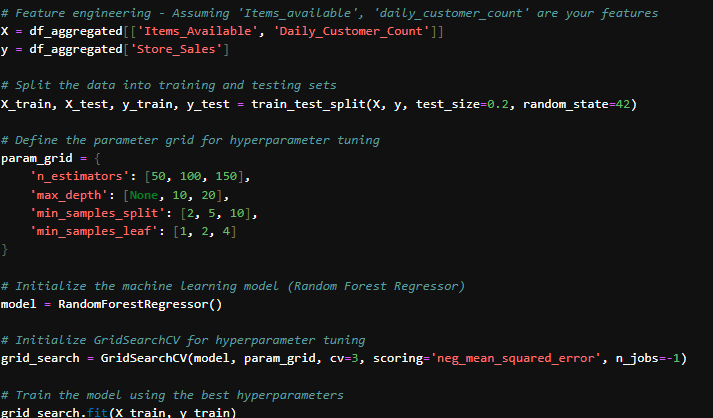 # Feature engineering - Assuming 'Items_available', 'daily_customer_count' are your features
X = df_aggregated[['Items_Available', 'Daily_Customer_Count']]
y = df_aggregated['Store_Sales']
# Split the data into training and testing sets
X_train, X_test, y_train, y_test = train_test_split(X, y, test_size=0.2, random_state=42)
# Define the parameter grid for hyperparameter tuning
param_grid = {
    'n_estimators': [50, 100, 150],
    'max_depth': [None, 10, 20],
    'min_samples_split': [2, 5, 10],
    'min_samples_leaf': [1, 2, 4]
}
# Initialize the machine learning model (Random Forest Regressor)
model = RandomForestRegressor()
# Initialize GridSearchCV for hyperparameter tuning
grid_search = GridSearchCV(model, param_grid, cv=3, scoring='neg_mean_squared_error', n_jobs=-1)
# Train the model using the best hyperparameters
grid_search.fit(X_train, y_train)